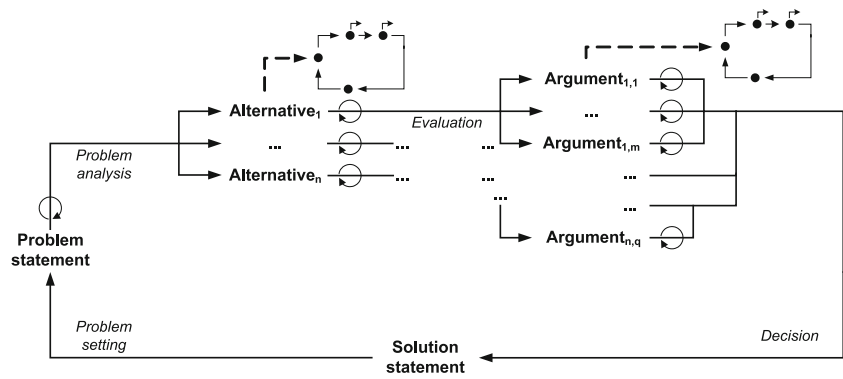 Argument1,1
Alternative1
Evaluation
...
...
...
...
...
Argument1,m
Problem
analysis
Alternativen
...
...
...
...
...
Argumentn,q
Problem
statement
Problem
setting
Solution
statement
Decision